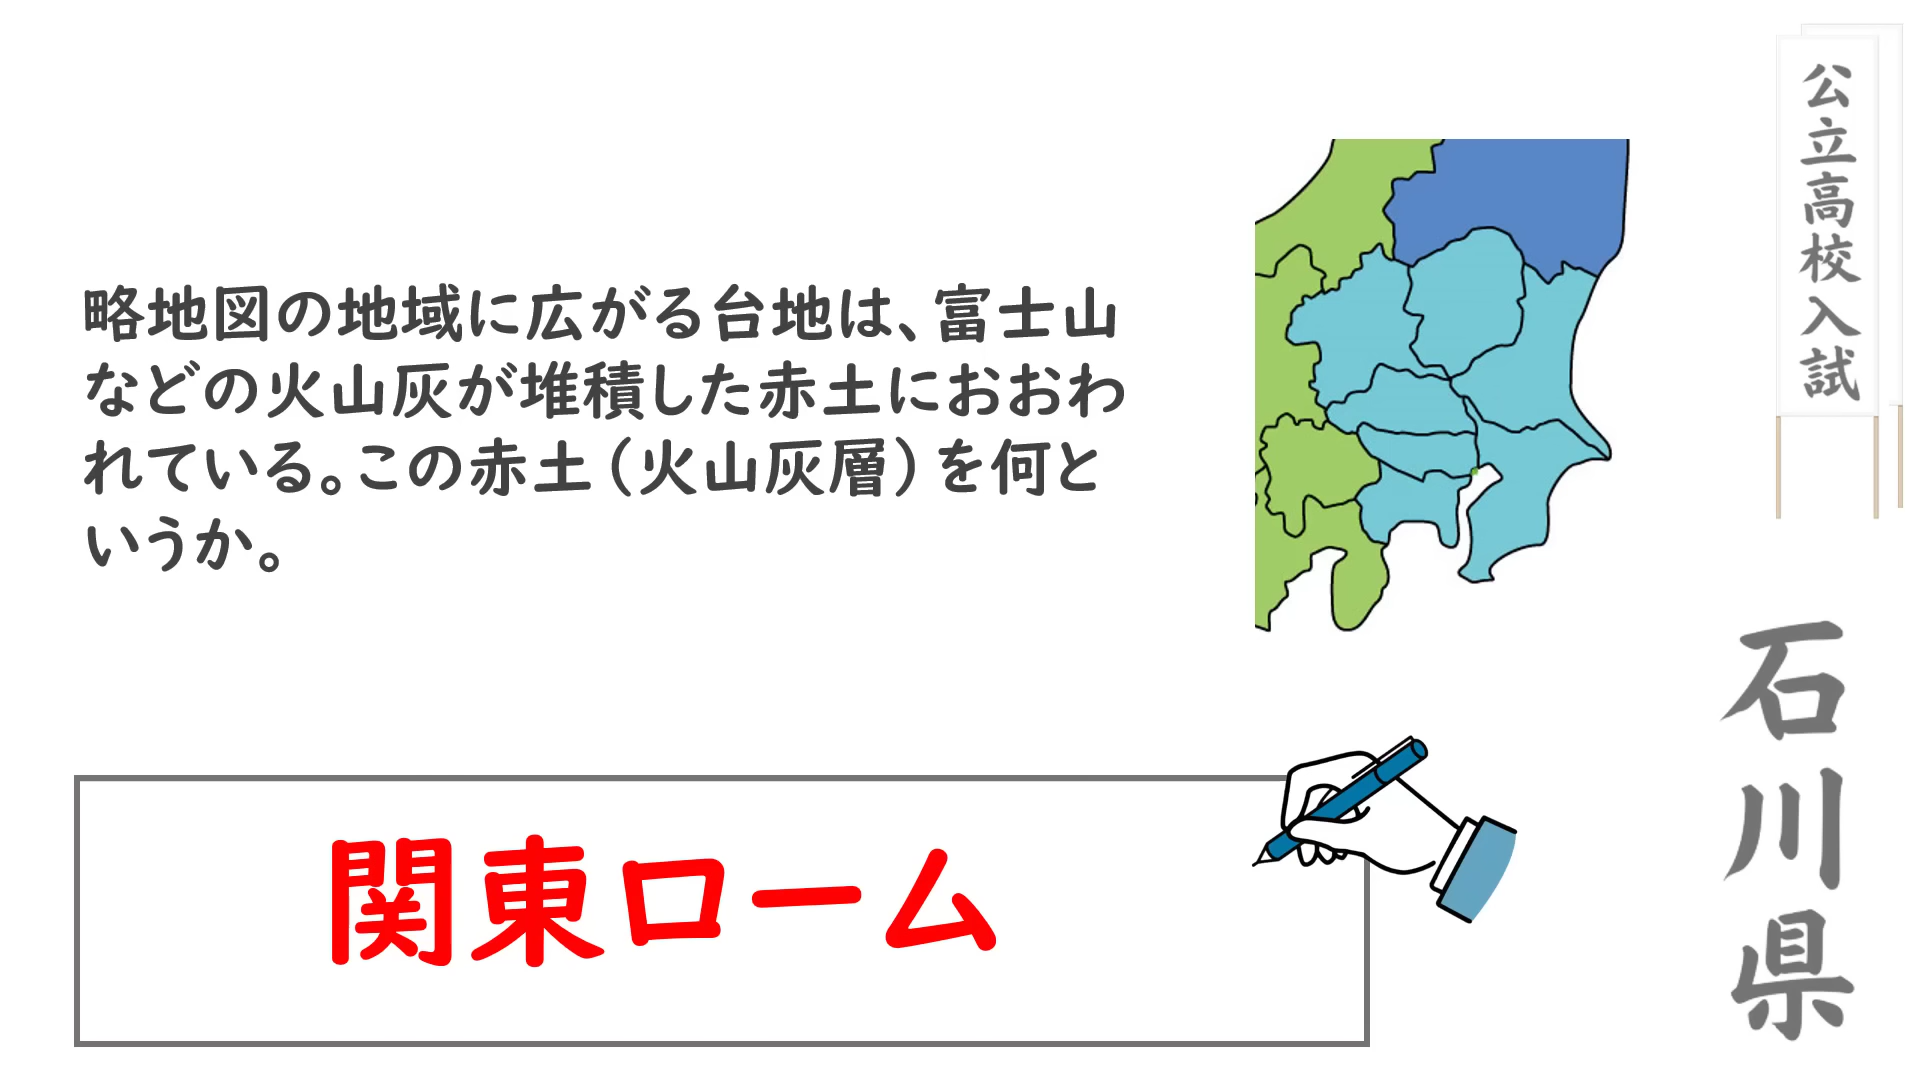 略地図の地域に広がる台地は、富士山
などの火山灰が堆積した赤土におおわ
れている。この赤土（火山灰層）を何と
いうか。
関東ローム
公立高校入試
石川県